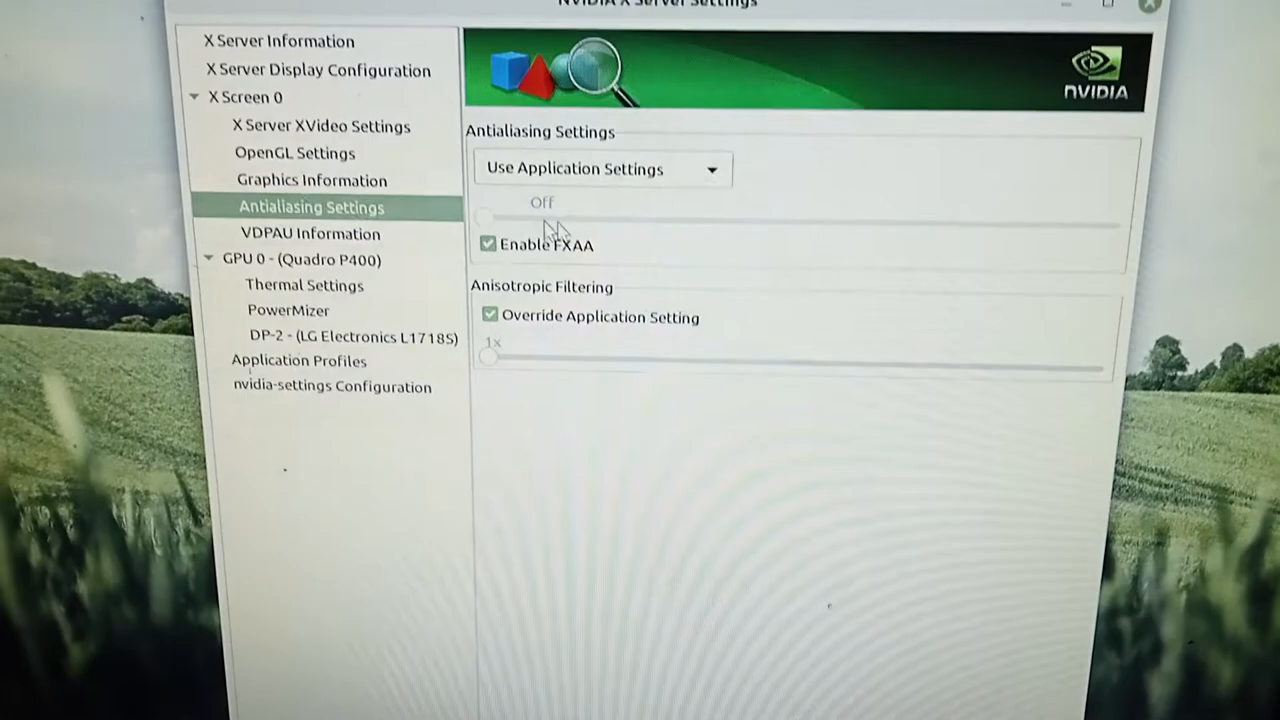 NVIDIA X Server Settings
X Server Information
X Server Display Configuration
X Screen 0
X Server XVideo Settings
OpenGL Settings
Graphics Information
Antialiasing Settings
VDPAU Information
GPU 0 - (Quadro P400)
Thermal Settings
PowerMizer
DP-2 - (LG Electronics L1718S)
Application Profiles
nvidia-settings Configuration
NVIDIA
Antialiasing Settings
Use Application Settings
Off
Enable FXAA
Anisotropic Filtering
Override Application Setting
1x